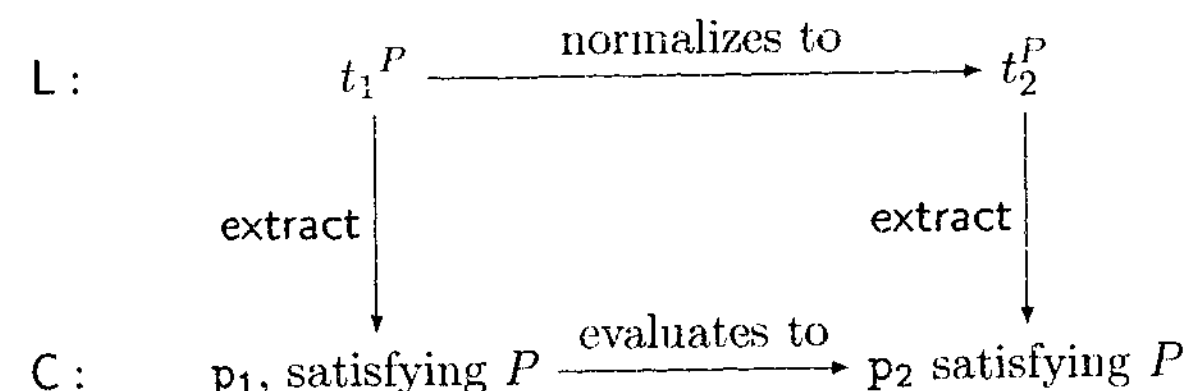 normalizes to
L : t₁ᴾ t₂ᴾ
extract extract
evaluates to
C : p₁, satisfying P p₂ satisfying P